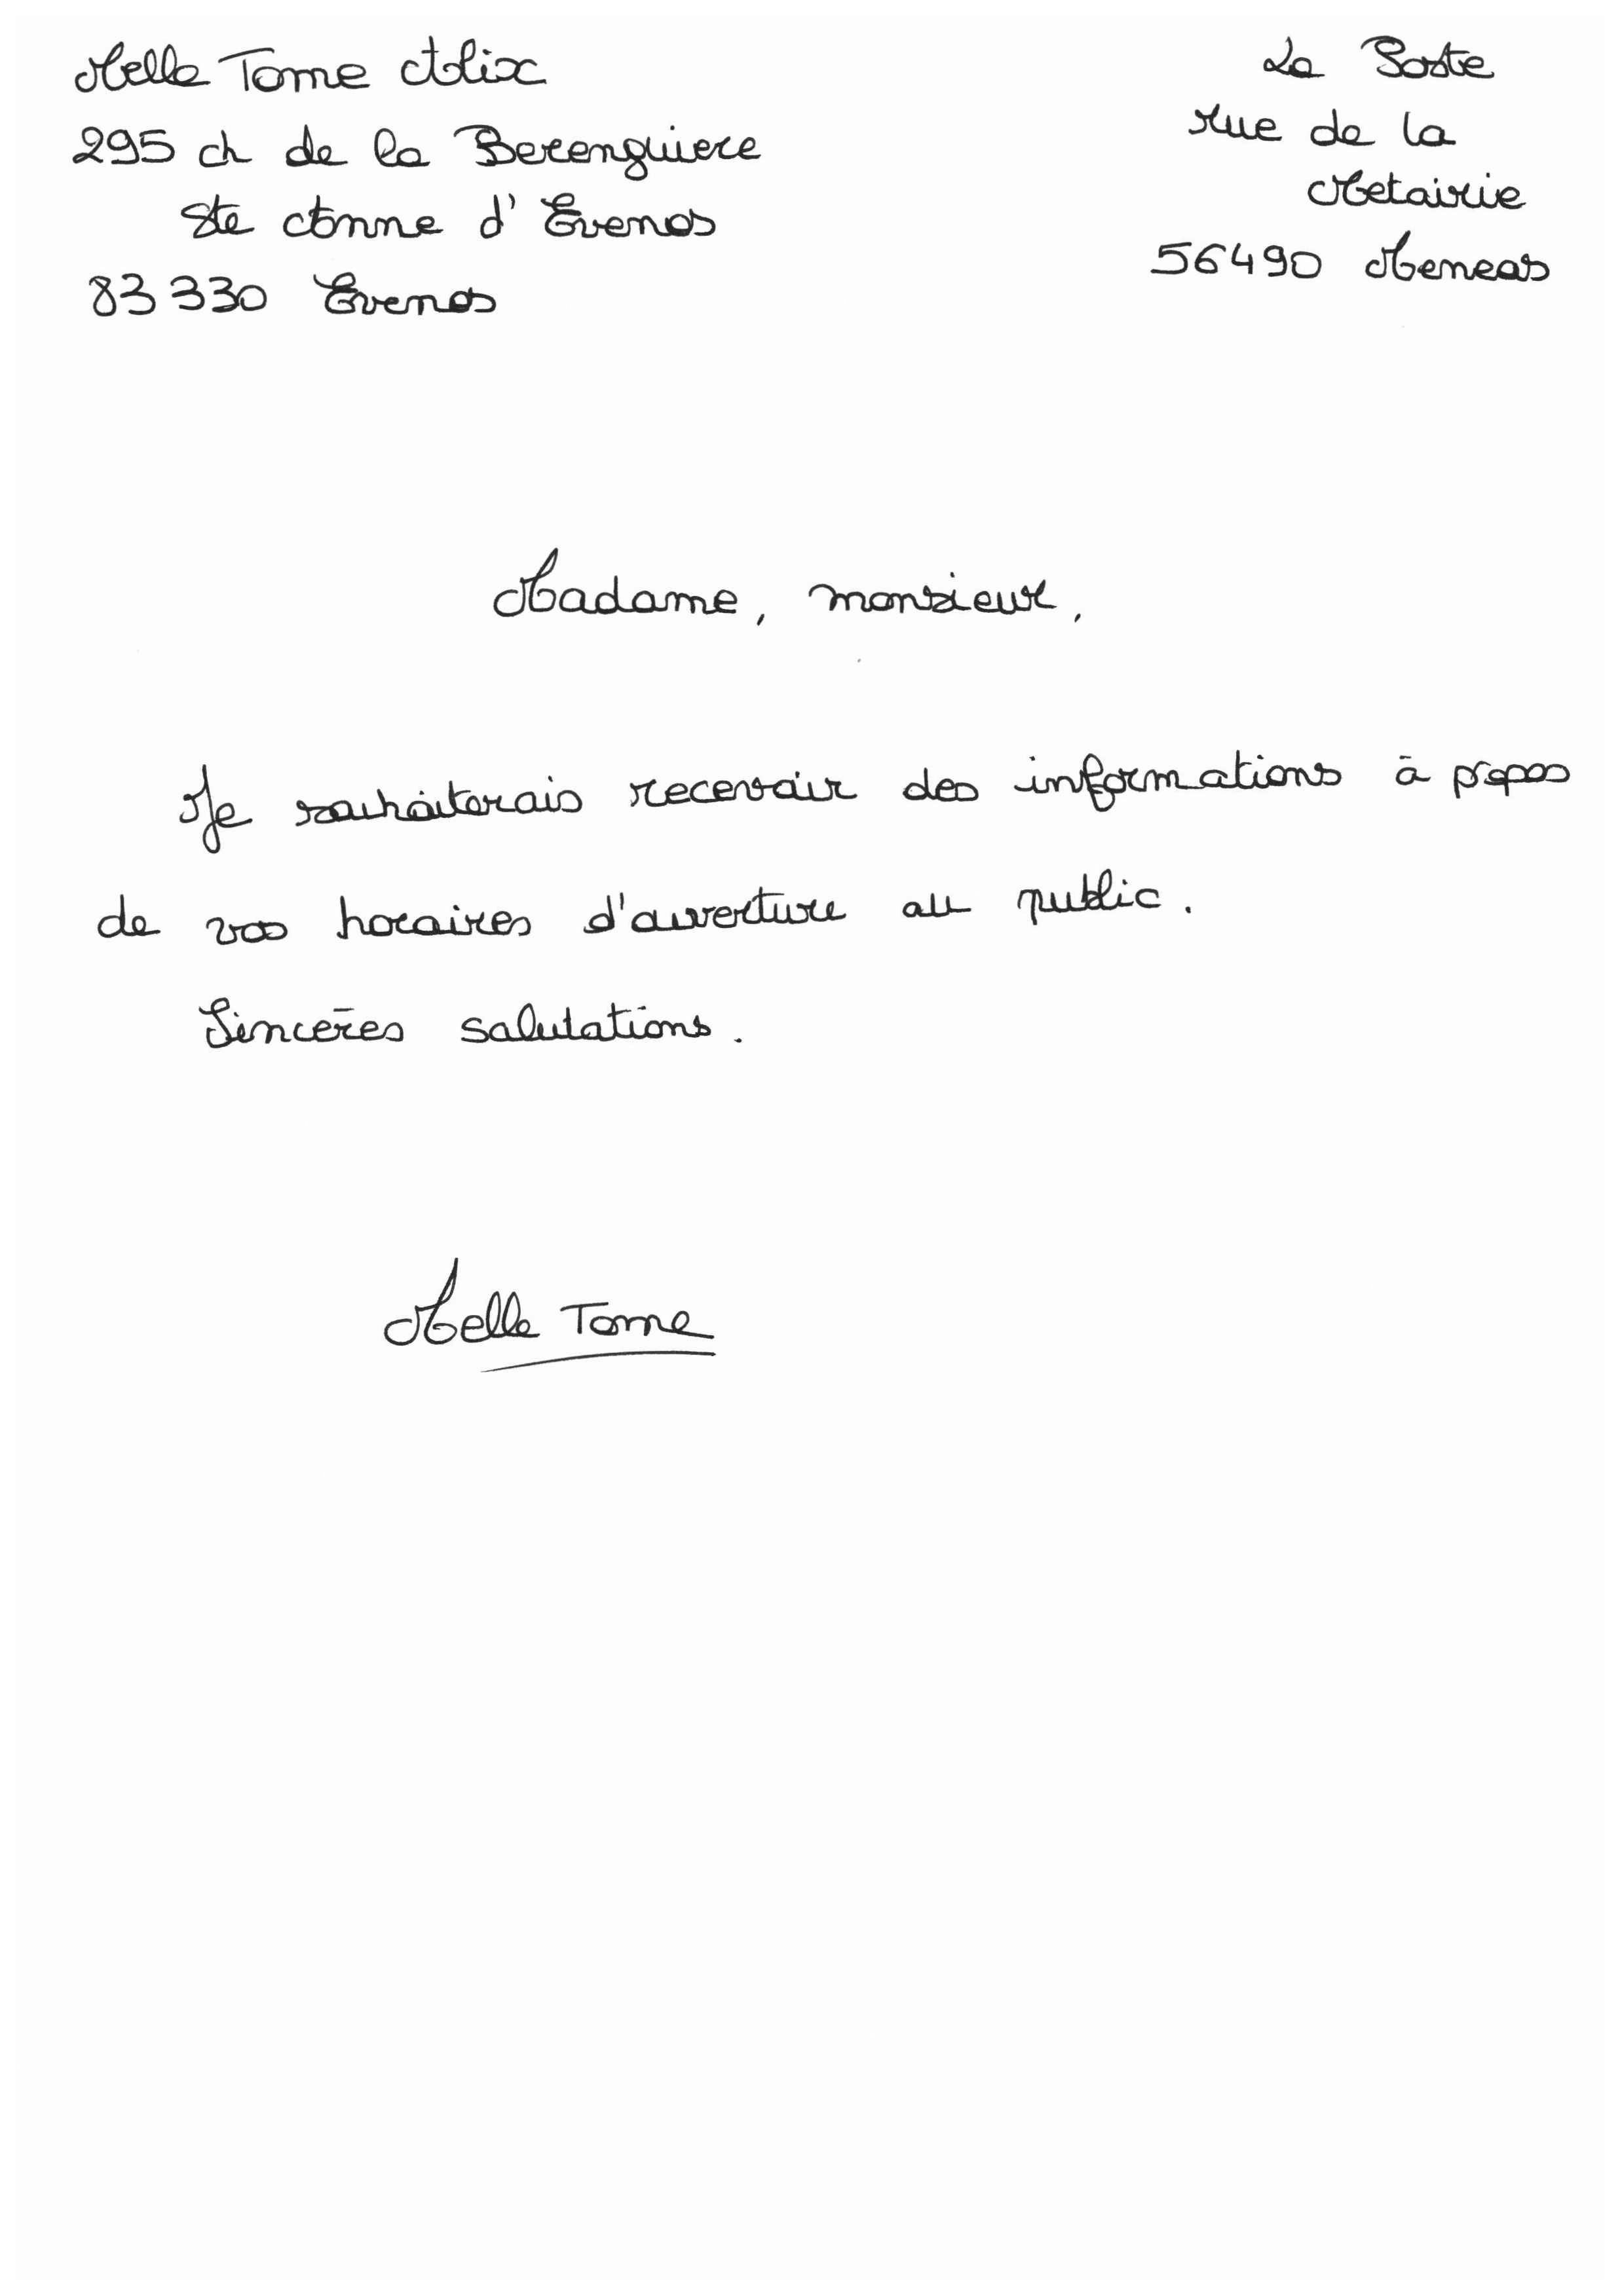 Melle Tome Alix
295 ch de la Berenguiere
Ste Anne d'Evenos
83330 Evenos
La Poste
rue de la
Metairie
56490 Meneas
Madame, monsieur,
Je souhaiterais recevoir des informations à propos
de vos horaires d'ouverture au public.
Sincères salutations.
Melle Tome